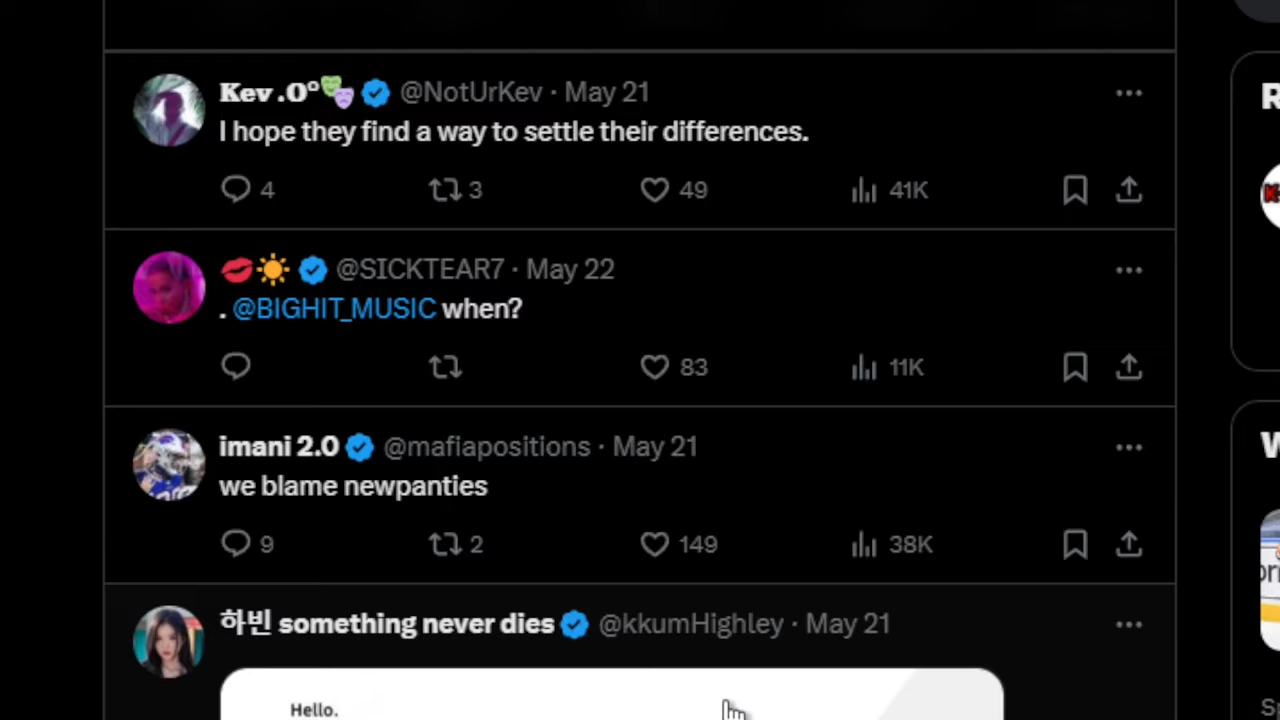 Kev .O° @NotUrKev · May 21
I hope they find a way to settle their differences.
4 3 49 41K
@SICKTEAR7 · May 22
. @BIGHIT_MUSIC when?
83 11K
imani 2.0 @mafiapositions · May 21
we blame newpanties
9 2 149 38K
하빈 something never dies @kkumHighley · May 21
Hello.